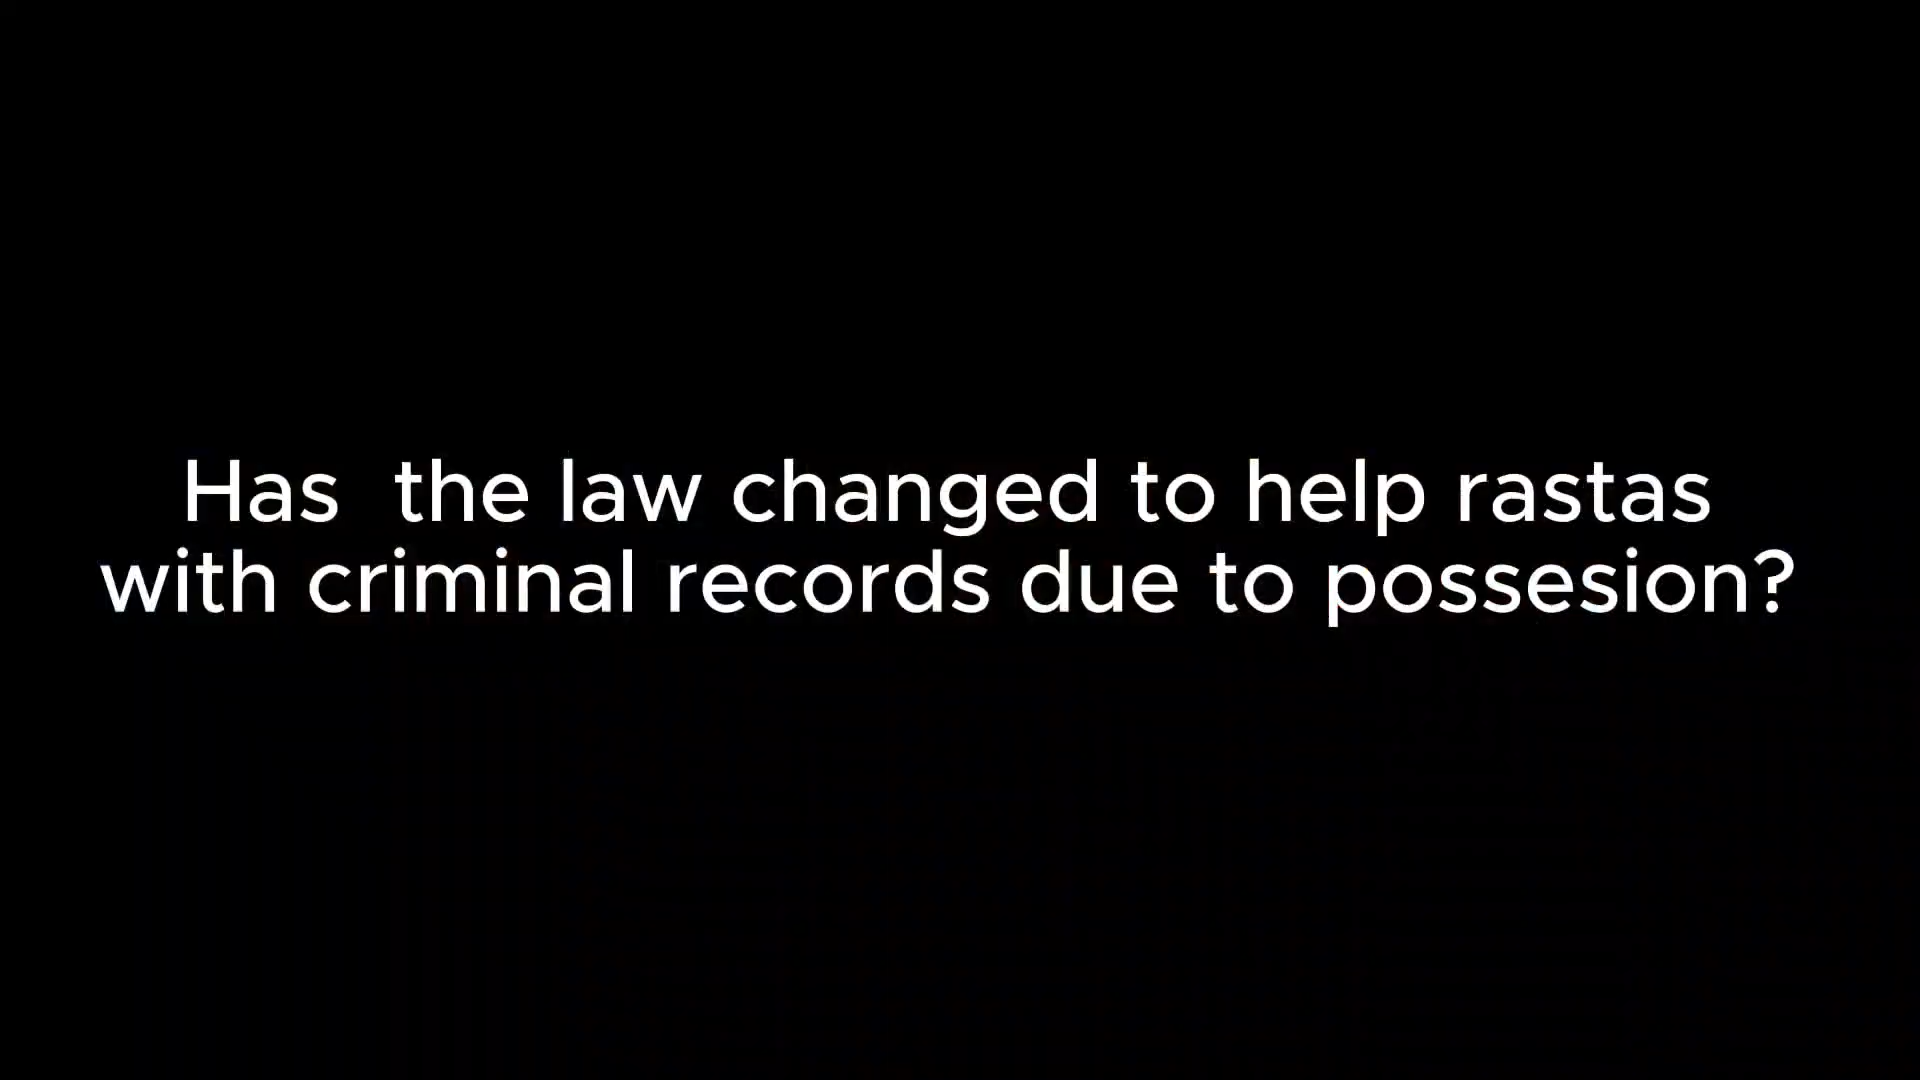 Has  the law changed to help rastas
with criminal records due to possesion?